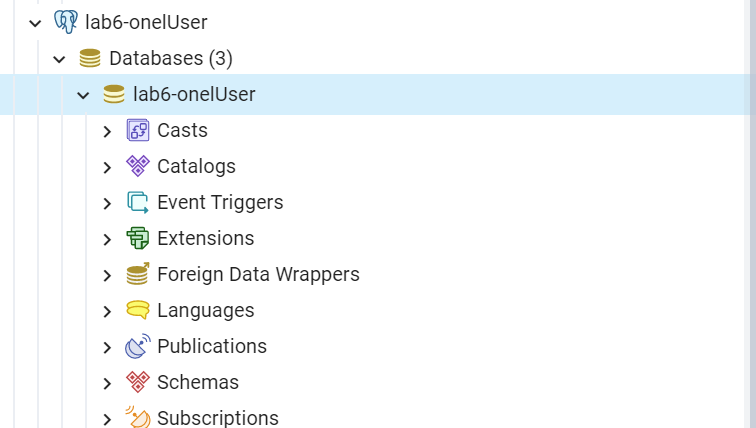 lab6-onelUser
Databases (3)
lab6-onelUser
Casts
Catalogs
Event Triggers
Extensions
Foreign Data Wrappers
Languages
Publications
Schemas
Subscriptions